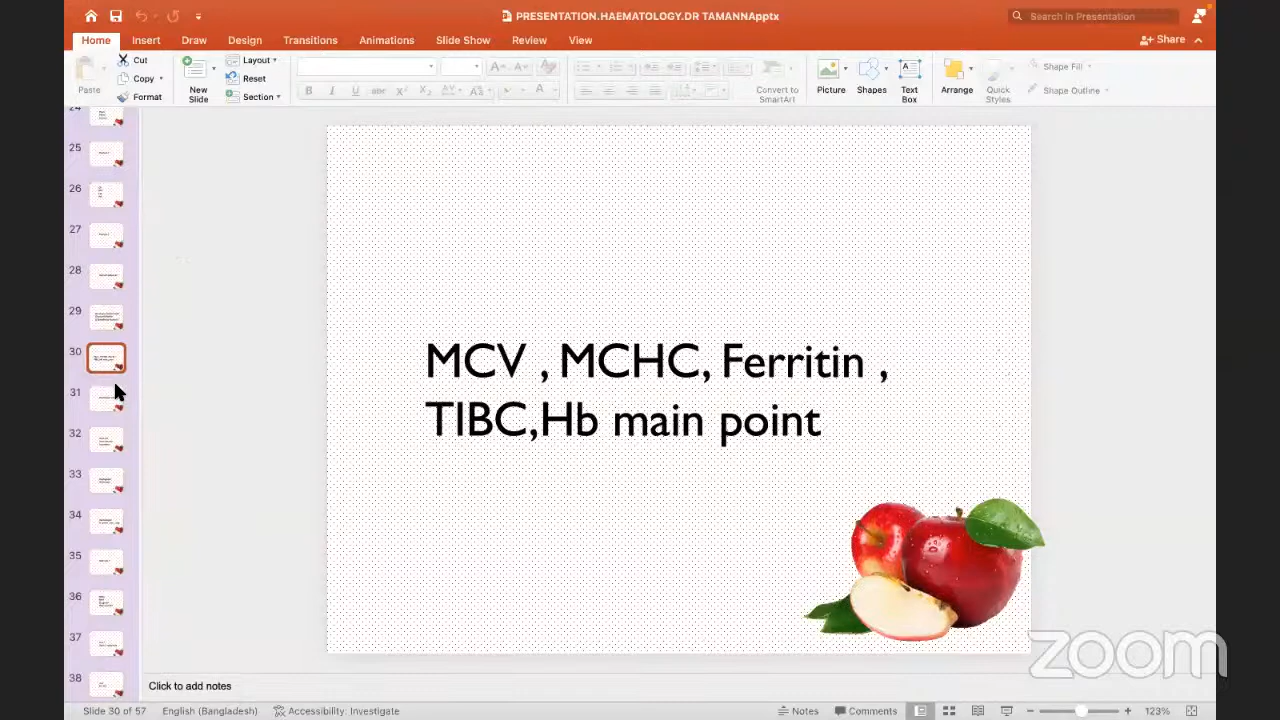 PRESENTATION.HAEMATOLOGY.DR TAMANNApptx
Search in Presentation
Home Insert Draw Design Transitions Animations Slide Show Review View
Share
Paste
Cut
Copy
Format
New Slide
Layout
Reset
Section
Convert to SmartArt
Picture
Shapes
Text Box
Arrange
Quick Styles
Shape Fill
Shape Outline
24
25
26
27
28
29
30
31
32
33
34
35
36
37
38
MCV , MCHC, Ferritin ,
TIBC,Hb main point
zoom
Click to add notes
Slide 30 of 57 English (Bangladesh) Accessibility: Investigate Notes Comments 123%